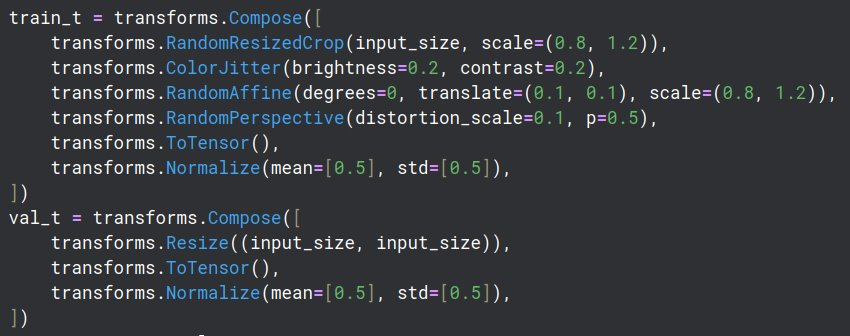 train_t = transforms.Compose([
    transforms.RandomResizedCrop(input_size, scale=(0.8, 1.2)),
    transforms.ColorJitter(brightness=0.2, contrast=0.2),
    transforms.RandomAffine(degrees=0, translate=(0.1, 0.1), scale=(0.8, 1.2)),
    transforms.RandomPerspective(distortion_scale=0.1, p=0.5),
    transforms.ToTensor(),
    transforms.Normalize(mean=[0.5], std=[0.5]),
])
val_t = transforms.Compose([
    transforms.Resize((input_size, input_size)),
    transforms.ToTensor(),
    transforms.Normalize(mean=[0.5], std=[0.5]),
])